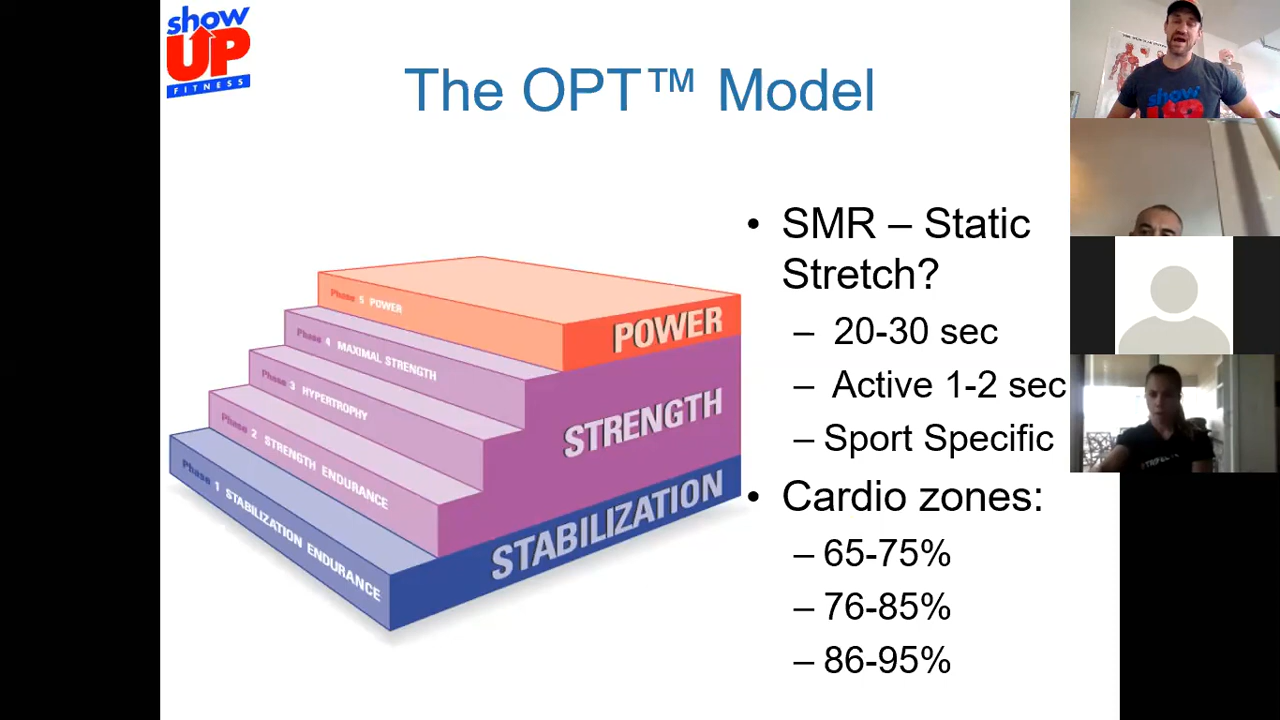 show
UP
FITNESS
The OPT™ Model
Phase 5 POWER
Phase 4 MAXIMAL STRENGTH
Phase 3 HYPERTROPHY
Phase 2 STRENGTH ENDURANCE
Phase 1 STABILIZATION ENDURANCE
POWER
STRENGTH
STABILIZATION
• SMR – Static
Stretch?
– 20-30 sec
– Active 1-2 sec
– Sport Specific
• Cardio zones:
– 65-75%
– 76-85%
– 86-95%
show
UP